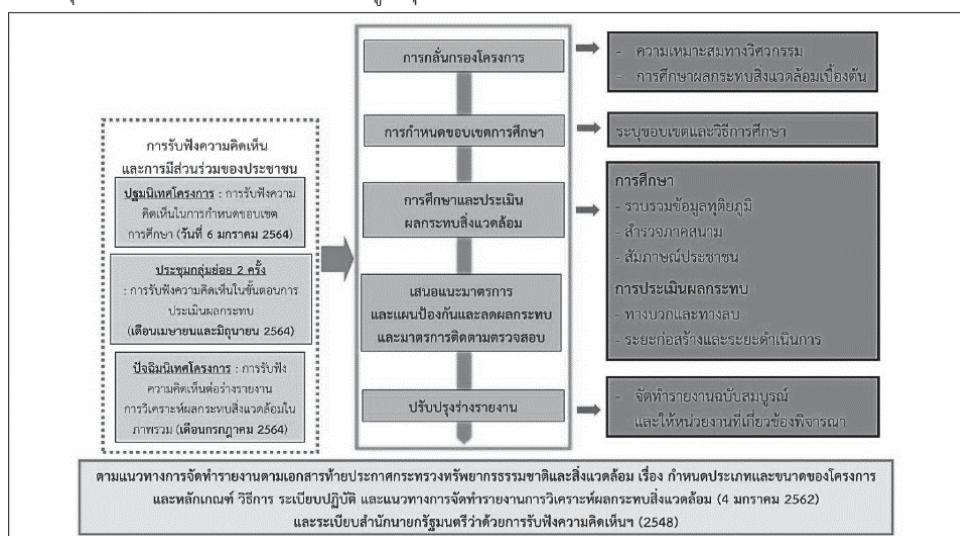 การกลั่นกรองโครงการ
- ความเหมาะสมทางวิศวกรรม
- การศึกษาผลกระทบสิ่งแวดล้อมเบื้องต้น
การกำหนดขอบเขตการศึกษา
ระบุขอบเขตและวิธีการศึกษา
การรับฟังความคิดเห็น
และการมีส่วนร่วมของประชาชน
ปฐมนิเทศโครงการ : การรับฟังความ
คิดเห็นในการกำหนดขอบเขต
การศึกษา (วันที่ 6 มกราคม 2564)
ประชุมกลุ่มย่อย 2 ครั้ง
: การรับฟังความคิดเห็นในขั้นตอนการ
ประเมินผลกระทบ
(เดือนเมษายนและมิถุนายน 2564)
ปัจฉิมนิเทศโครงการ : การรับฟัง
ความคิดเห็นต่อร่างรายงาน
การวิเคราะห์ผลกระทบสิ่งแวดล้อมใน
ภาพรวม (เดือนกรกฎาคม 2564)
การศึกษาและประเมิน
ผลกระทบสิ่งแวดล้อม
การศึกษา
- รวบรวมข้อมูลทุติยภูมิ
- สำรวจภาคสนาม
- สัมภาษณ์ประชาชน
การประเมินผลกระทบ
- ทางบวกและทางลบ
- ระยะก่อสร้างและระยะดำเนินการ
เสนอแนะมาตรการ
และแผนป้องกันและลดผลกระทบ
และมาตรการติดตามตรวจสอบ
ปรับปรุงร่างรายงาน
- จัดทำรายงานฉบับสมบูรณ์
และให้หน่วยงานที่เกี่ยวข้องพิจารณา
ตามแนวทางการจัดทำรายงานตามเอกสารท้ายประกาศกระทรวงทรัพยากรธรรมชาติและสิ่งแวดล้อม เรื่อง กำหนดประเภทและขนาดของโครงการ
และหลักเกณฑ์ วิธีการ ระเบียบปฏิบัติ และแนวทางการจัดทำรายงานการวิเคราะห์ผลกระทบสิ่งแวดล้อม (4 มกราคม 2562)
และระเบียบสำนักนายกรัฐมนตรีว่าด้วยการรับฟังความคิดเห็นฯ (2548)